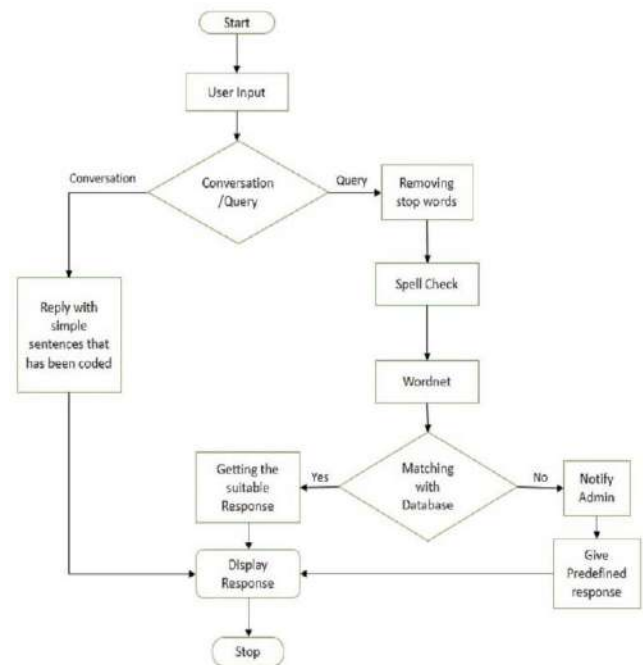 Start
User Input
Conversation
Conversation
/Query
Query
Removing
stop words
Reply with
simple
sentences that
has been coded
Spell Check
Wordnet
Getting the
suitable
Response
Yes
Matching
with
Database
No
Notify
Admin
Display
Response
Give
Predefined
response
Stop